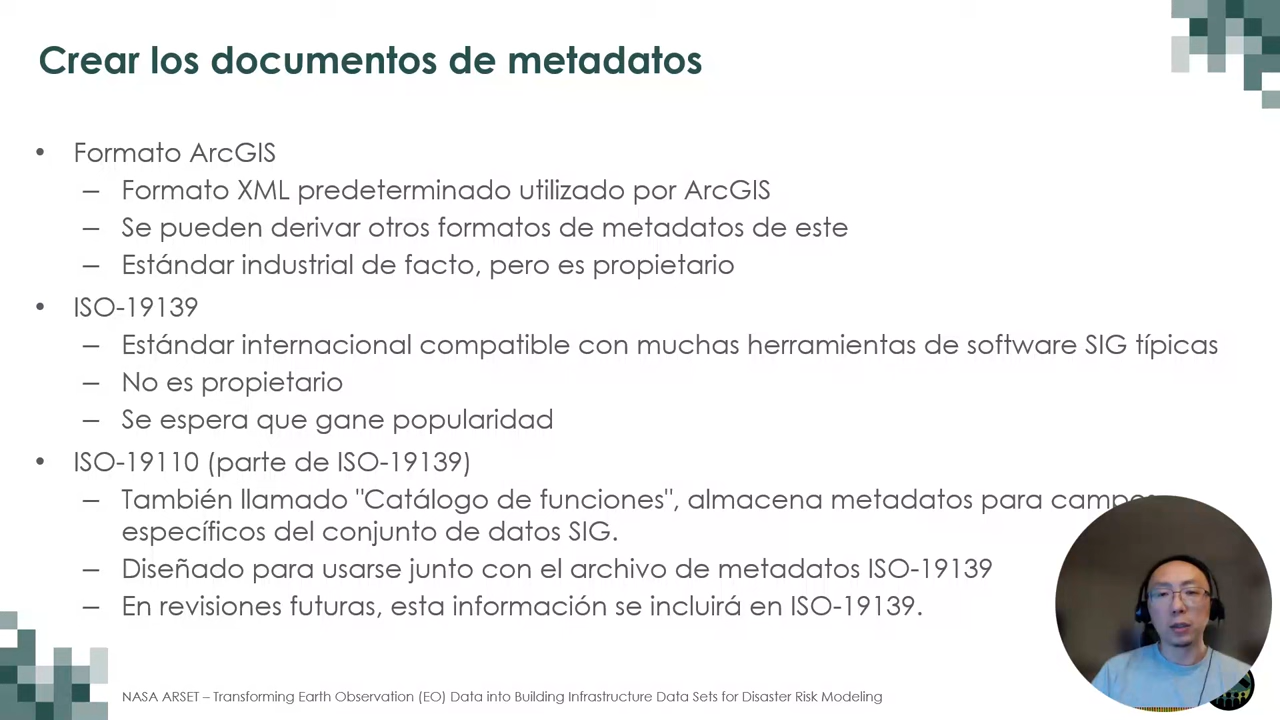 Crear los documentos de metadatos
• Formato ArcGIS
– Formato XML predeterminado utilizado por ArcGIS
– Se pueden derivar otros formatos de metadatos de este
– Estándar industrial de facto, pero es propietario
• ISO-19139
– Estándar internacional compatible con muchas herramientas de software SIG típicas
– No es propietario
– Se espera que gane popularidad
• ISO-19110 (parte de ISO-19139)
– También llamado "Catálogo de funciones", almacena metadatos para campos
específicos del conjunto de datos SIG.
– Diseñado para usarse junto con el archivo de metadatos ISO-19139
– En revisiones futuras, esta información se incluirá en ISO-19139.
NASA ARSET – Transforming Earth Observation (EO) Data into Building Infrastructure Data Sets for Disaster Risk Modeling